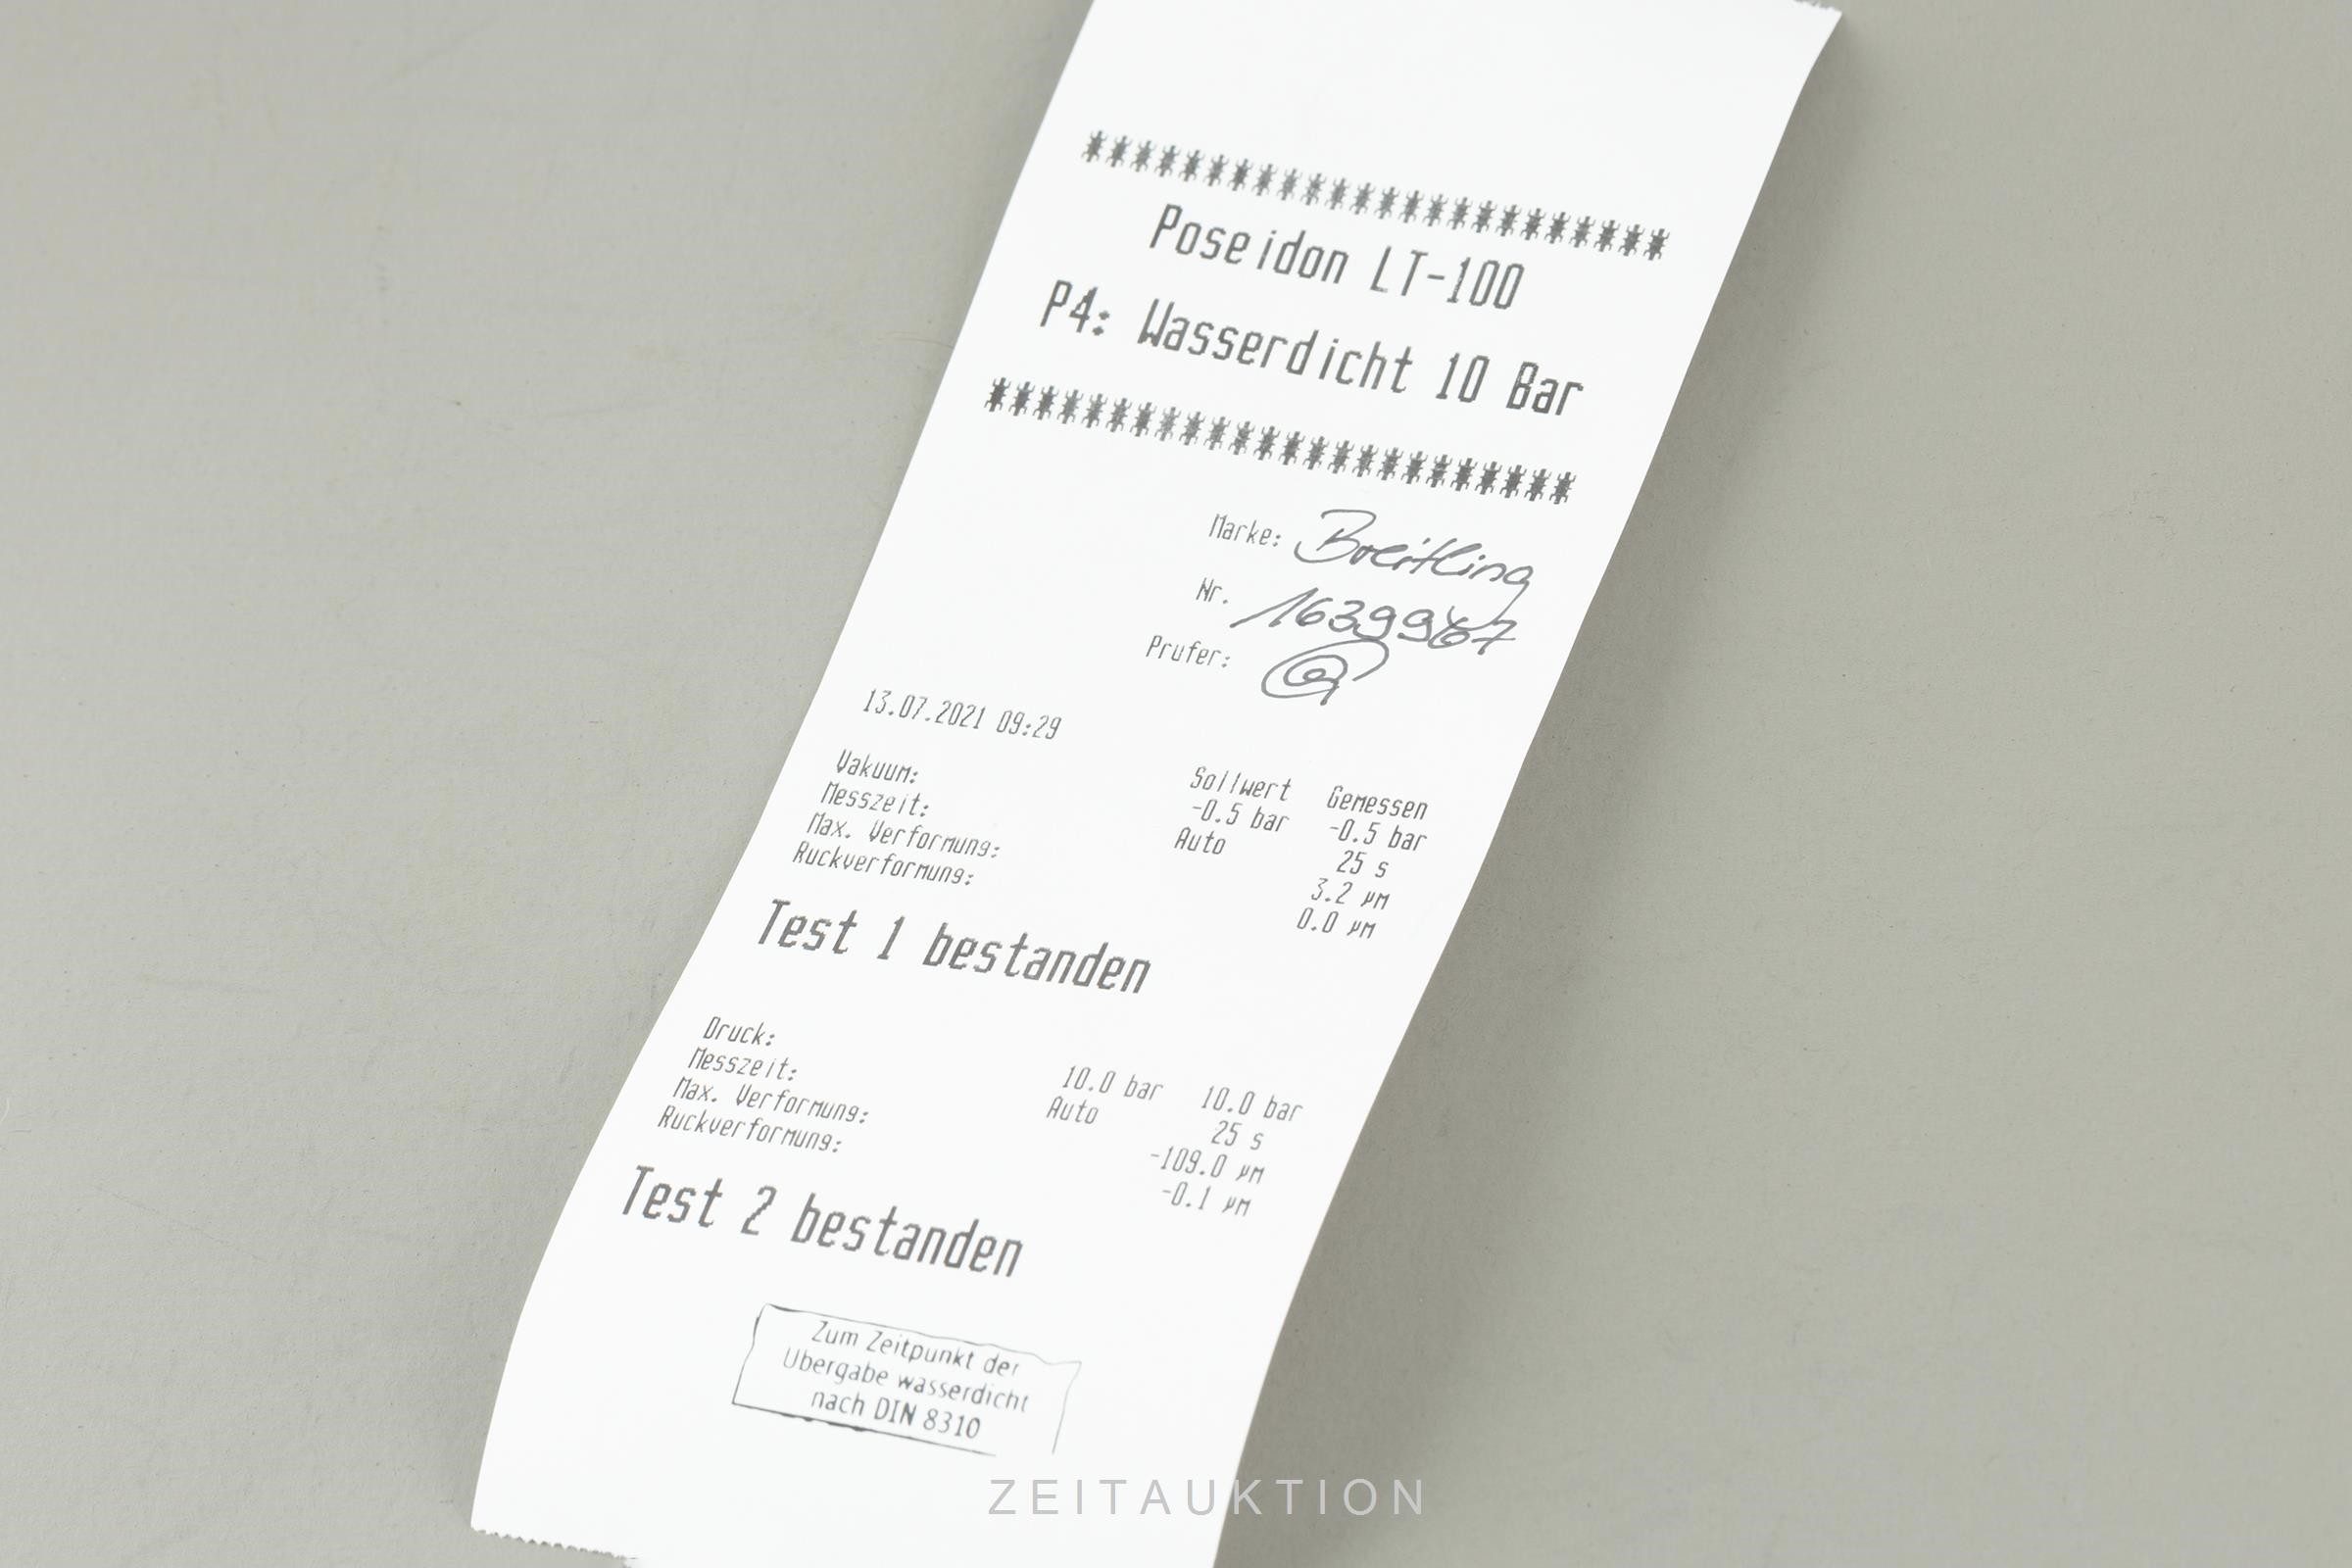 ************************
Poseidon LT-100
P4: Wasserdicht 10 Bar
************************
Marke: Breitling
Nr. 1639967
Prufer:
13.07.2021 09:29
Sollwert Gemessen
Vakuum: -0.5 bar -0.5 bar
Messzeit: Auto 25 s
Max. Verformung: 3.2 µm
Ruckverformung: 0.0 µm
Test 1 bestanden
Druck: 10.0 bar 10.0 bar
Messzeit: Auto 25 s
Max. Verformung: -109.0 µm
Ruckverformung: -0.1 µm
Test 2 bestanden
Zum Zeitpunkt der
Übergabe wasserdicht
nach DIN 8310
ZEITAUKTION